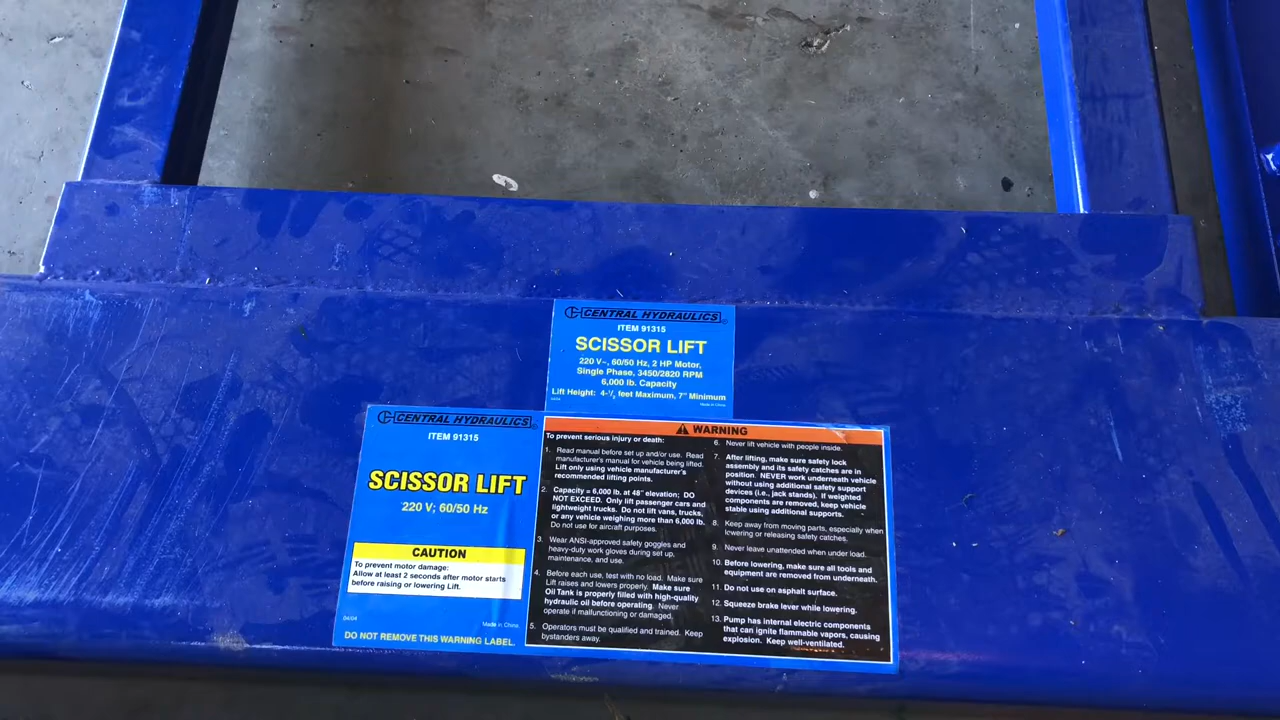 CENTRAL HYDRAULICS
ITEM 91315
SCISSOR LIFT
220 V~, 60/50 Hz, 2 HP Motor,
Single Phase, 3450/2820 RPM
6,000 lb. Capacity
Lift Height: 4-1/2 feet Maximum, 7" Minimum
Made in China.
CENTRAL HYDRAULICS
ITEM 91315
SCISSOR LIFT
220 V; 60/50 Hz
CAUTION
To prevent motor damage:
Allow at least 2 seconds after motor starts
before raising or lowering Lift.
04/04
Made in China.
DO NOT REMOVE THIS WARNING LABEL.
WARNING
To prevent serious injury or death:
1. Read manual before set up and/or use. Read
manufacturer's manual for vehicle being lifted.
Lift only using vehicle manufacturer's
recommended lifting points.
2. Capacity = 6,000 lb. at 48" elevation; DO
NOT EXCEED. Only lift passenger cars and
lightweight trucks. Do not lift vans, trucks,
or any vehicle weighing more than 6,000 lb.
Do not use for aircraft purposes.
3. Wear ANSI-approved safety goggles and
heavy-duty work gloves during set up,
maintenance, and use.
4. Before each use, test with no load. Make sure
Lift raises and lowers properly. Make sure
Oil Tank is properly filled with high-quality
hydraulic oil before operating. Never
operate if malfunctioning or damaged.
5. Operators must be qualified and trained. Keep
bystanders away.
6. Never lift vehicle with people inside.
7. After lifting, make sure safety lock
assembly and its safety catches are in
position. NEVER work underneath vehicle
without using additional safety support
devices (i.e., jack stands). If weighted
components are removed, keep vehicle
stable using additional supports.
8. Keep away from moving parts, especially when
lowering or releasing safety catches.
9. Never leave unattended when under load.
10. Before lowering, make sure all tools and
equipment are removed from underneath.
11. Do not use on asphalt surface.
12. Squeeze brake lever while lowering.
13. Pump has internal electric components
that can ignite flammable vapors, causing
explosion. Keep well-ventilated.